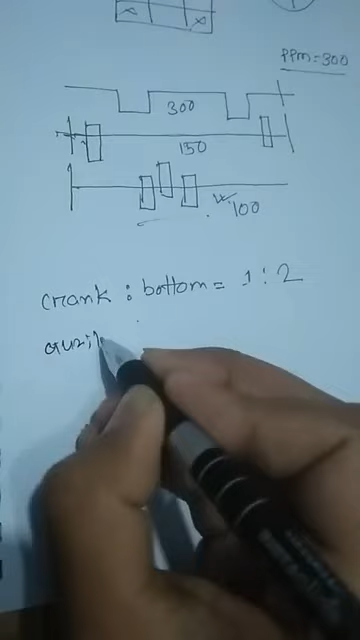 PPM = 300
300
150
100
crank : bottom = 1 : 2